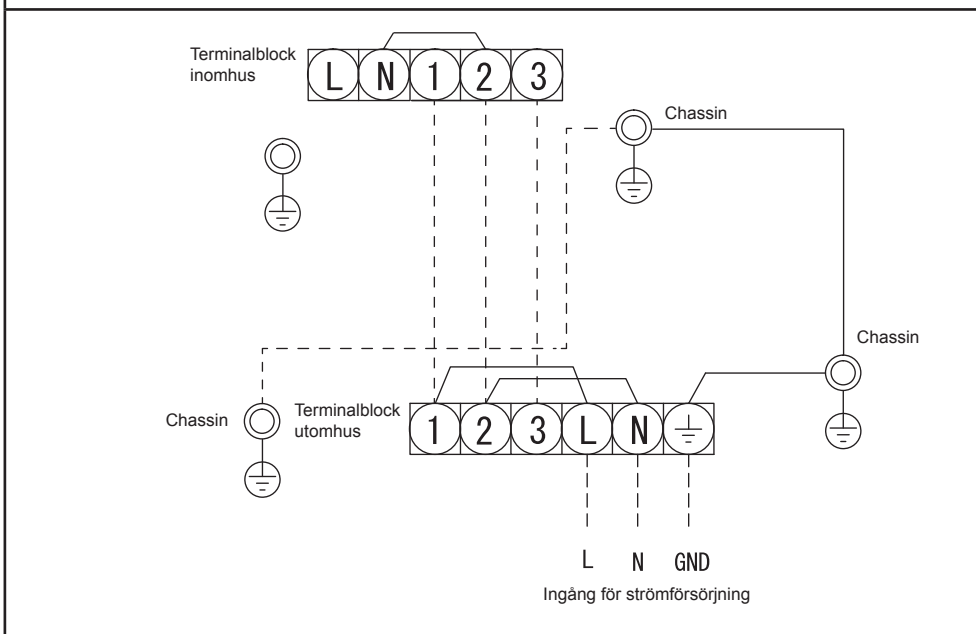 Terminalblock
inomhus
L N 1 2 3
Chassin
Chassin
Chassin
Terminalblock
utomhus
1 2 3 L N
L N GND
Ingång för strömförsörjning